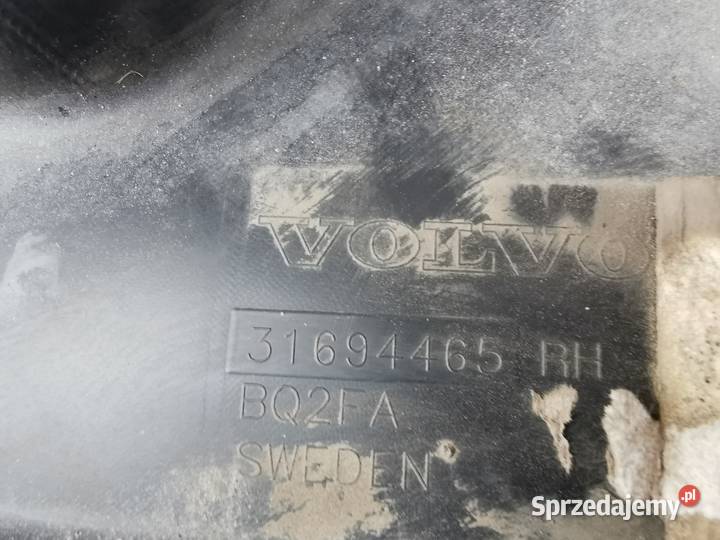 VOLVO
31694465 RH
BQ2FA
SWEDEN
Sprzedajemy.pl